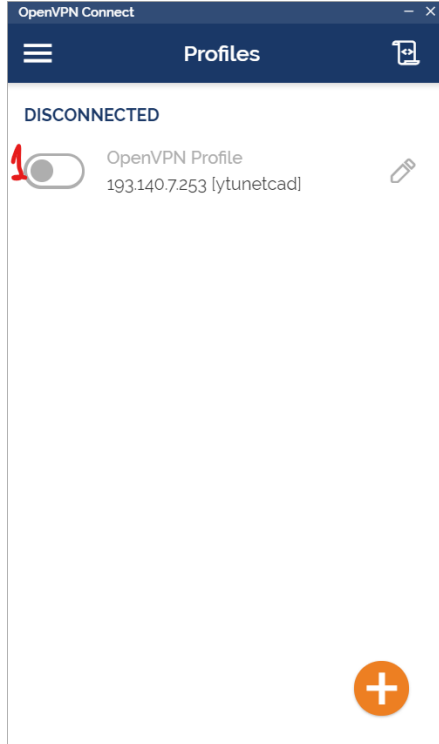 OpenVPN Connect
Profiles
DISCONNECTED
1
OpenVPN Profile
193.140.7.253 [ytunetcad]